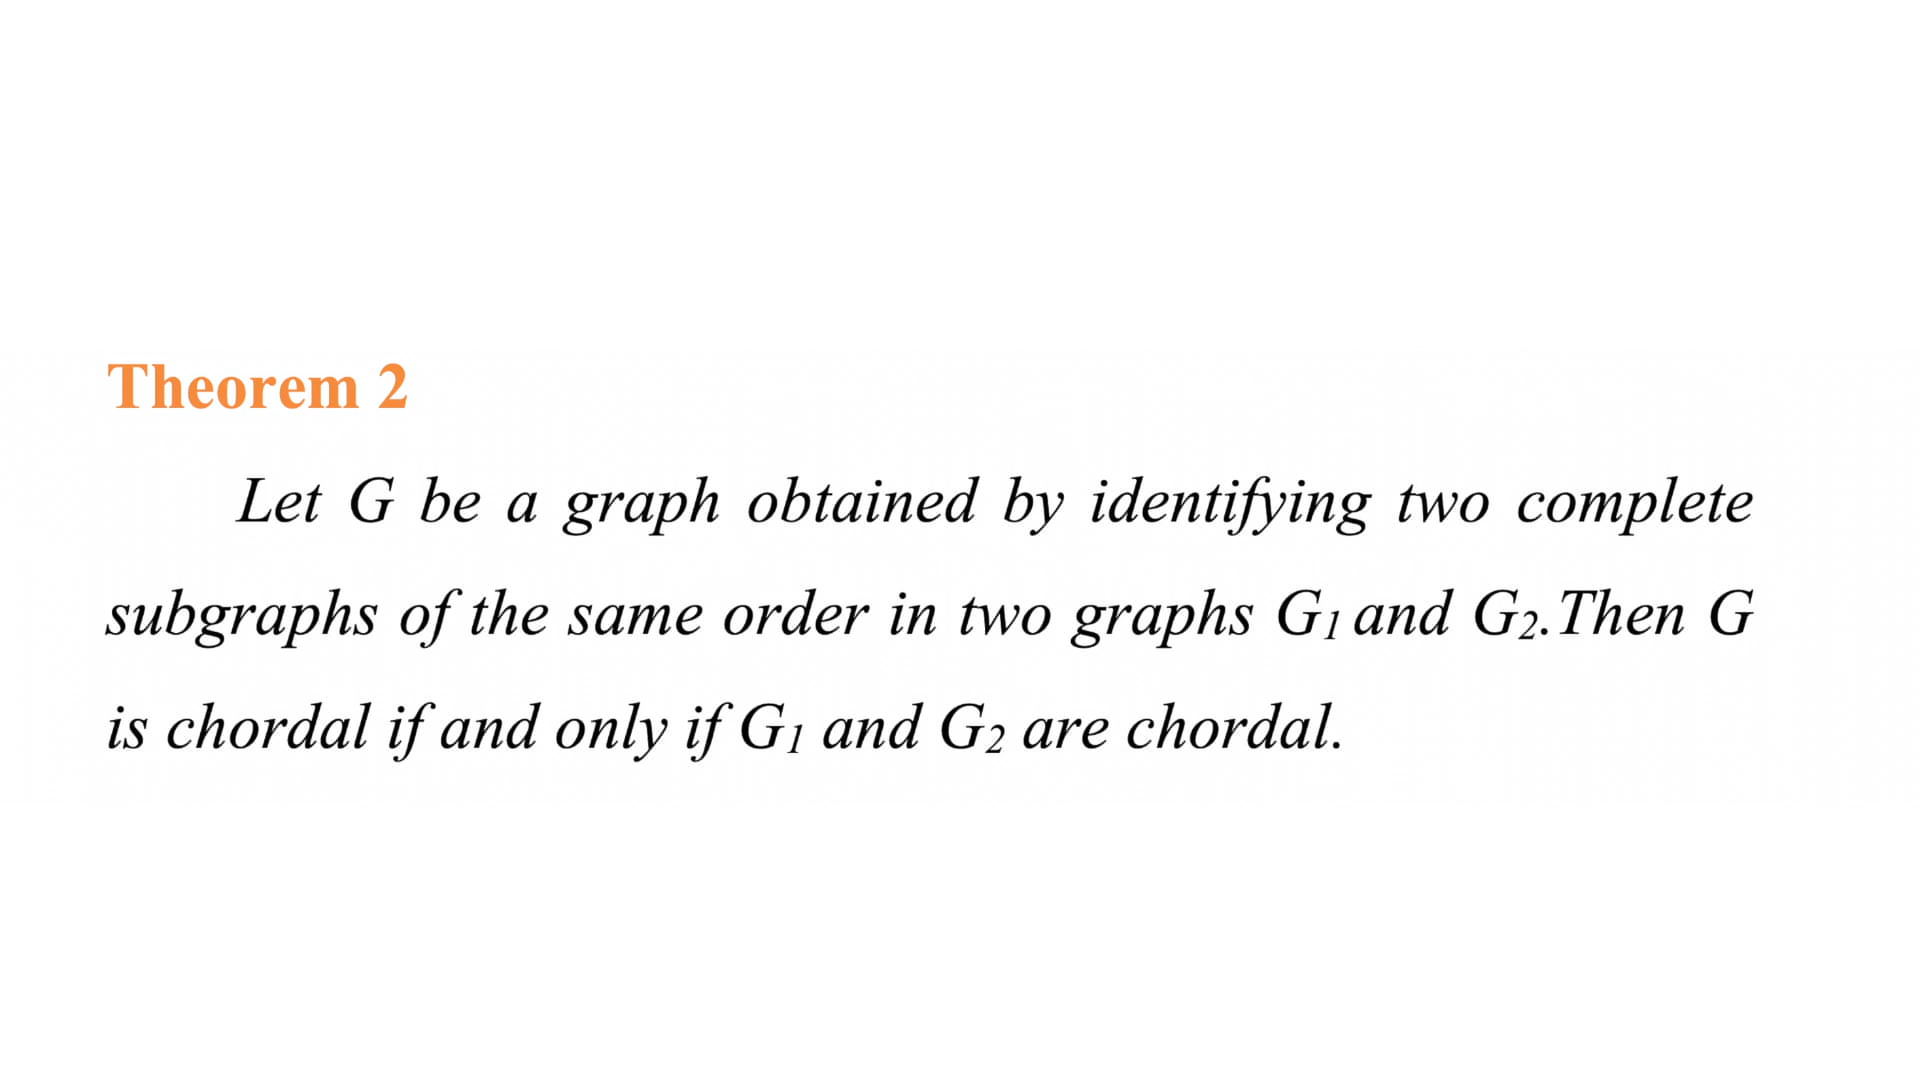 Theorem 2
Let G be a graph obtained by identifying two complete
subgraphs of the same order in two graphs G₁ and G₂.Then G
is chordal if and only if G₁ and G₂ are chordal.